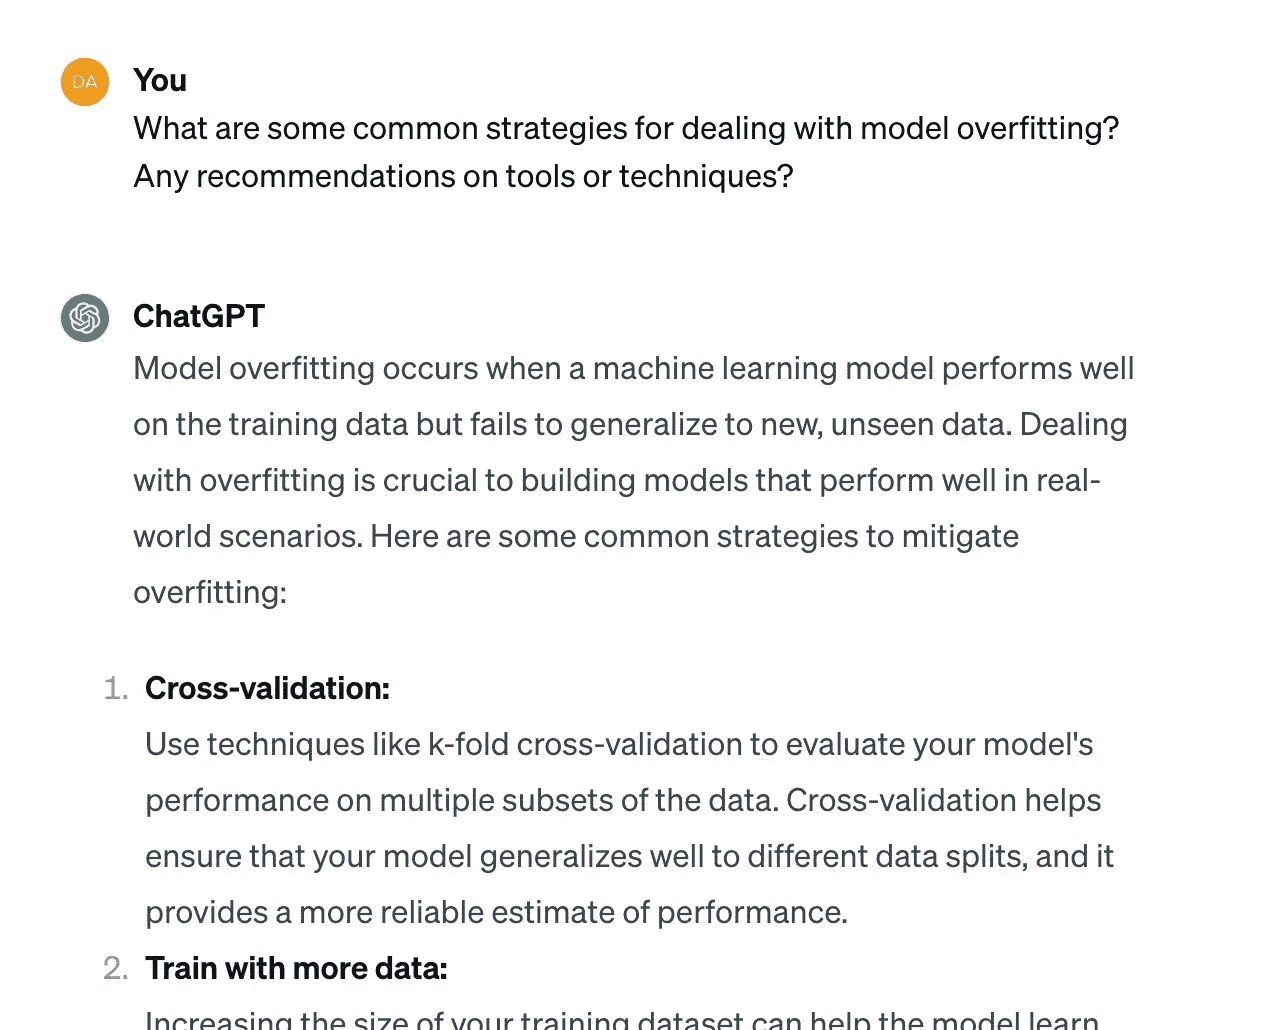 DA
You
What are some common strategies for dealing with model overfitting?
Any recommendations on tools or techniques?
ChatGPT
Model overfitting occurs when a machine learning model performs well
on the training data but fails to generalize to new, unseen data. Dealing
with overfitting is crucial to building models that perform well in real-
world scenarios. Here are some common strategies to mitigate
overfitting:
1. Cross-validation:
Use techniques like k-fold cross-validation to evaluate your model's
performance on multiple subsets of the data. Cross-validation helps
ensure that your model generalizes well to different data splits, and it
provides a more reliable estimate of performance.
2. Train with more data:
Increasing the size of your training dataset can help the model learn